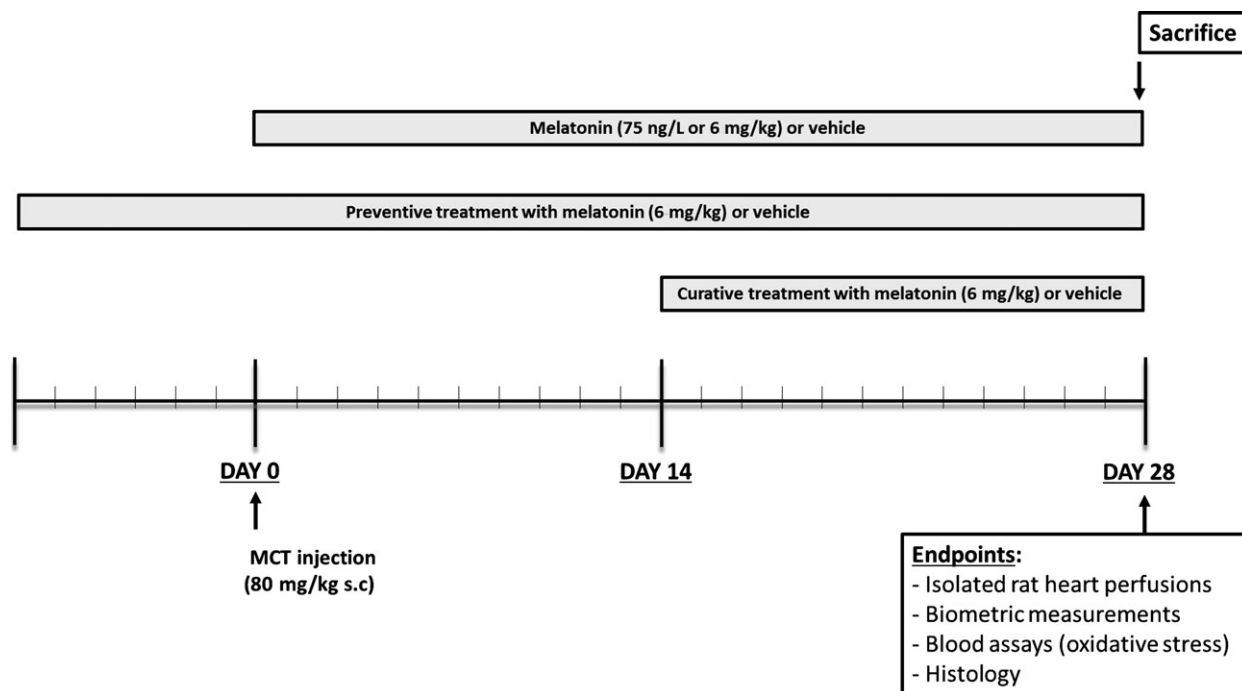 Sacrifice
Melatonin (75 ng/L or 6 mg/kg) or vehicle
Preventive treatment with melatonin (6 mg/kg) or vehicle
Curative treatment with melatonin (6 mg/kg) or vehicle
DAY 0
DAY 14
DAY 28
MCT injection
(80 mg/kg s.c)
Endpoints:
- Isolated rat heart perfusions
- Biometric measurements
- Blood assays (oxidative stress)
- Histology